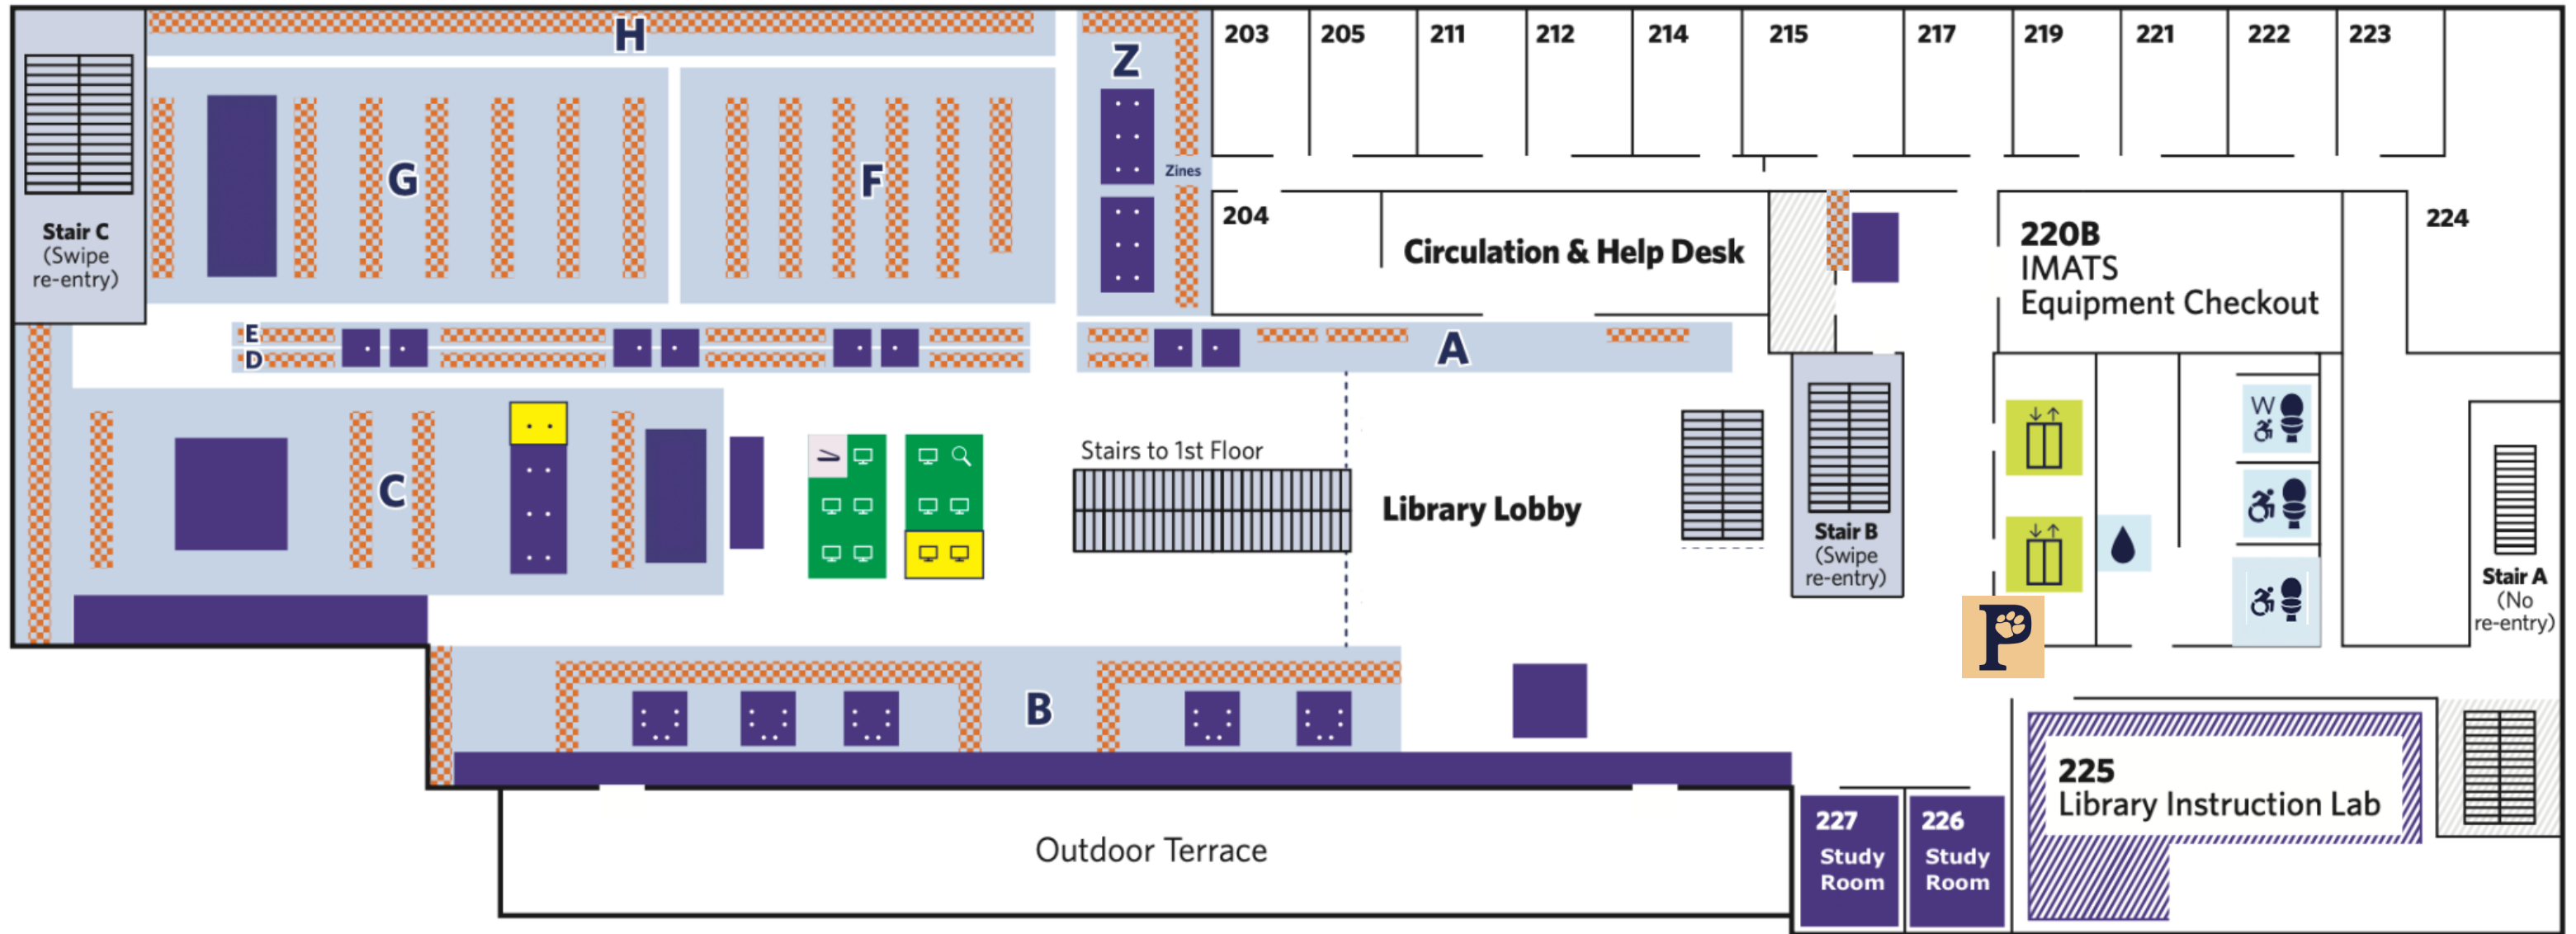 H
Z
203
205
211
212
214
215
217
219
221
222
223
G
F
Zines
Stair C
(Swipe
re-entry)
204
Circulation & Help Desk
220B
IMATS
Equipment Checkout
224
E
D
A
C
Stairs to 1st Floor
Library Lobby
Stair B
(Swipe
re-entry)
W
Stair A
(No
re-entry)
P
B
225
Library Instruction Lab
Outdoor Terrace
227
Study
Room
226
Study
Room